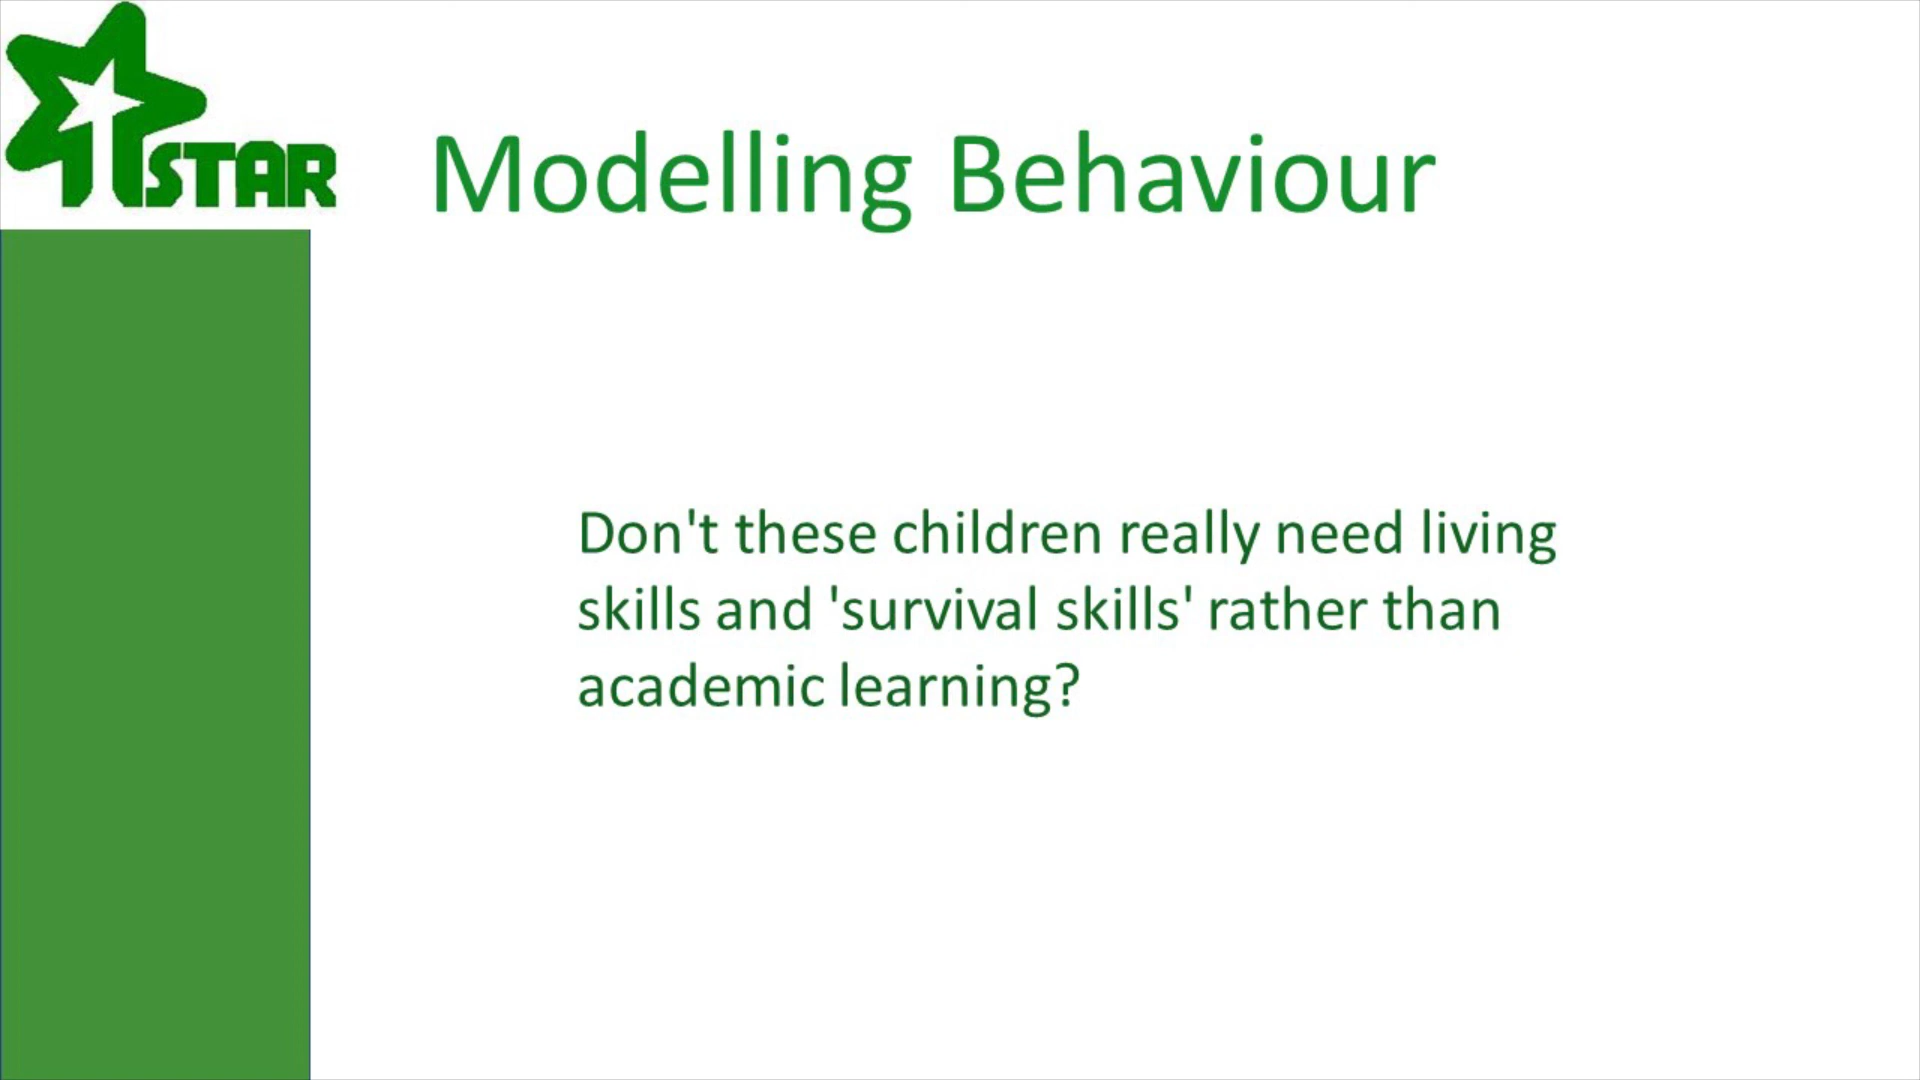 STAR
Modelling Behaviour
Don't these children really need living
skills and 'survival skills' rather than
academic learning?